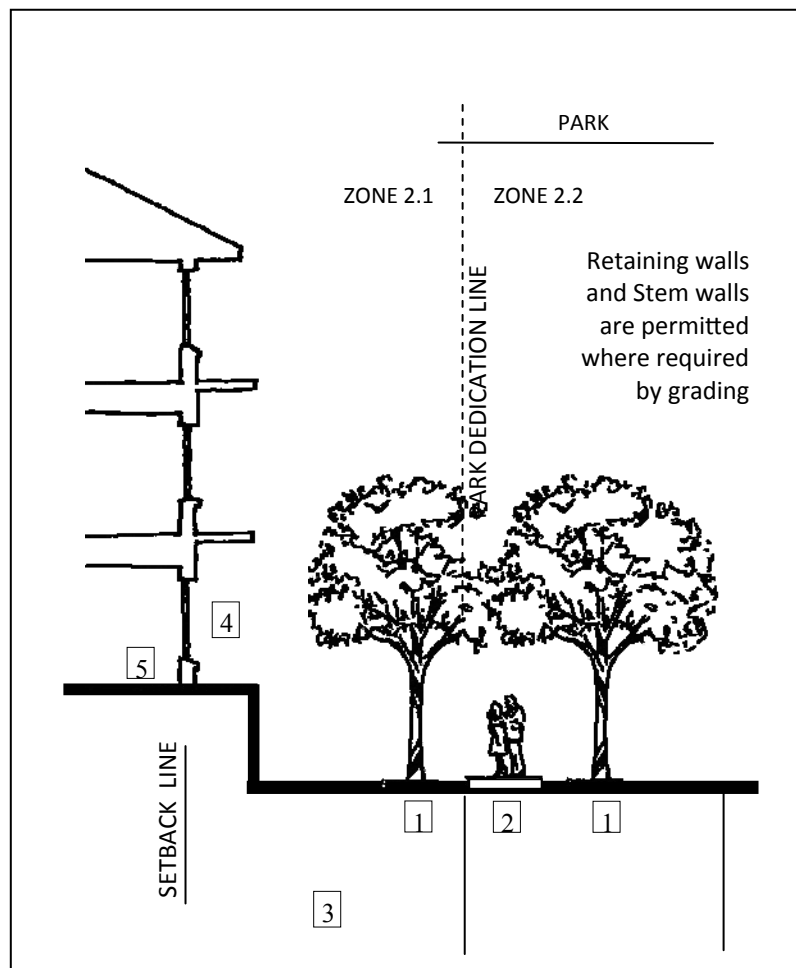 PARK
ZONE 2.1
ZONE 2.2
Retaining walls
and Stem walls
are permitted
where required
by grading
PARK DEDICATION LINE
4
5
SETBACK LINE
1
2
1
3